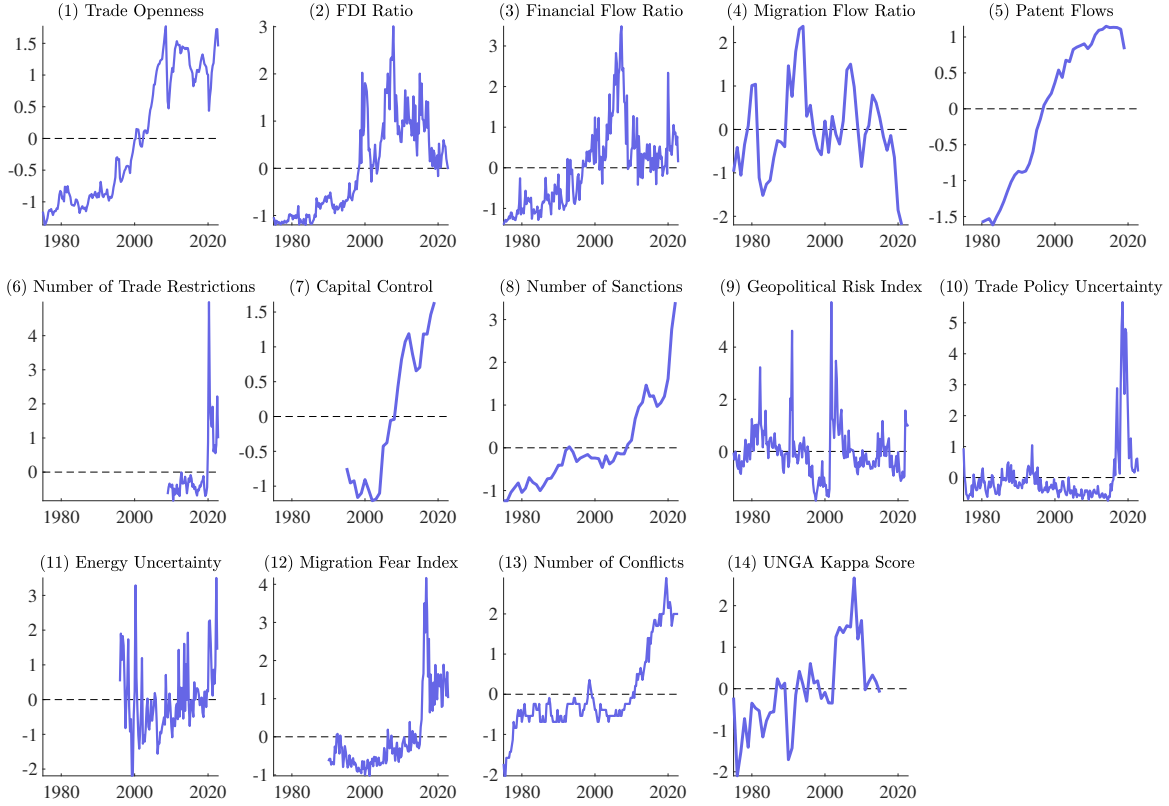 (1) Trade Openness
1.5
1
0.5
0
-0.5
-1
1980 2000 2020
(2) FDI Ratio
3
2
1
0
-1
1980 2000 2020
(3) Financial Flow Ratio
3
2
1
0
-1
1980 2000 2020
(4) Migration Flow Ratio
2
1
0
-1
-2
1980 2000 2020
(5) Patent Flows
1
0.5
0
-0.5
-1
-1.5
1980 2000 2020
(6) Number of Trade Restrictions
4
3
2
1
0
1980 2000 2020
(7) Capital Control
1.5
1
0.5
0
-0.5
-1
1980 2000 2020
(8) Number of Sanctions
3
2
1
0
-1
1980 2000 2020
(9) Geopolitical Risk Index
4
2
0
1980 2000 2020
(10) Trade Policy Uncertainty
5
4
3
2
1
0
1980 2000 2020
(11) Energy Uncertainty
3
2
1
0
-1
-2
1980 2000 2020
(12) Migration Fear Index
4
3
2
1
0
-1
1980 2000 2020
(13) Number of Conflicts
2
1
0
-1
-2
1980 2000 2020
(14) UNGA Kappa Score
2
1
0
-1
-2
1980 2000 2020